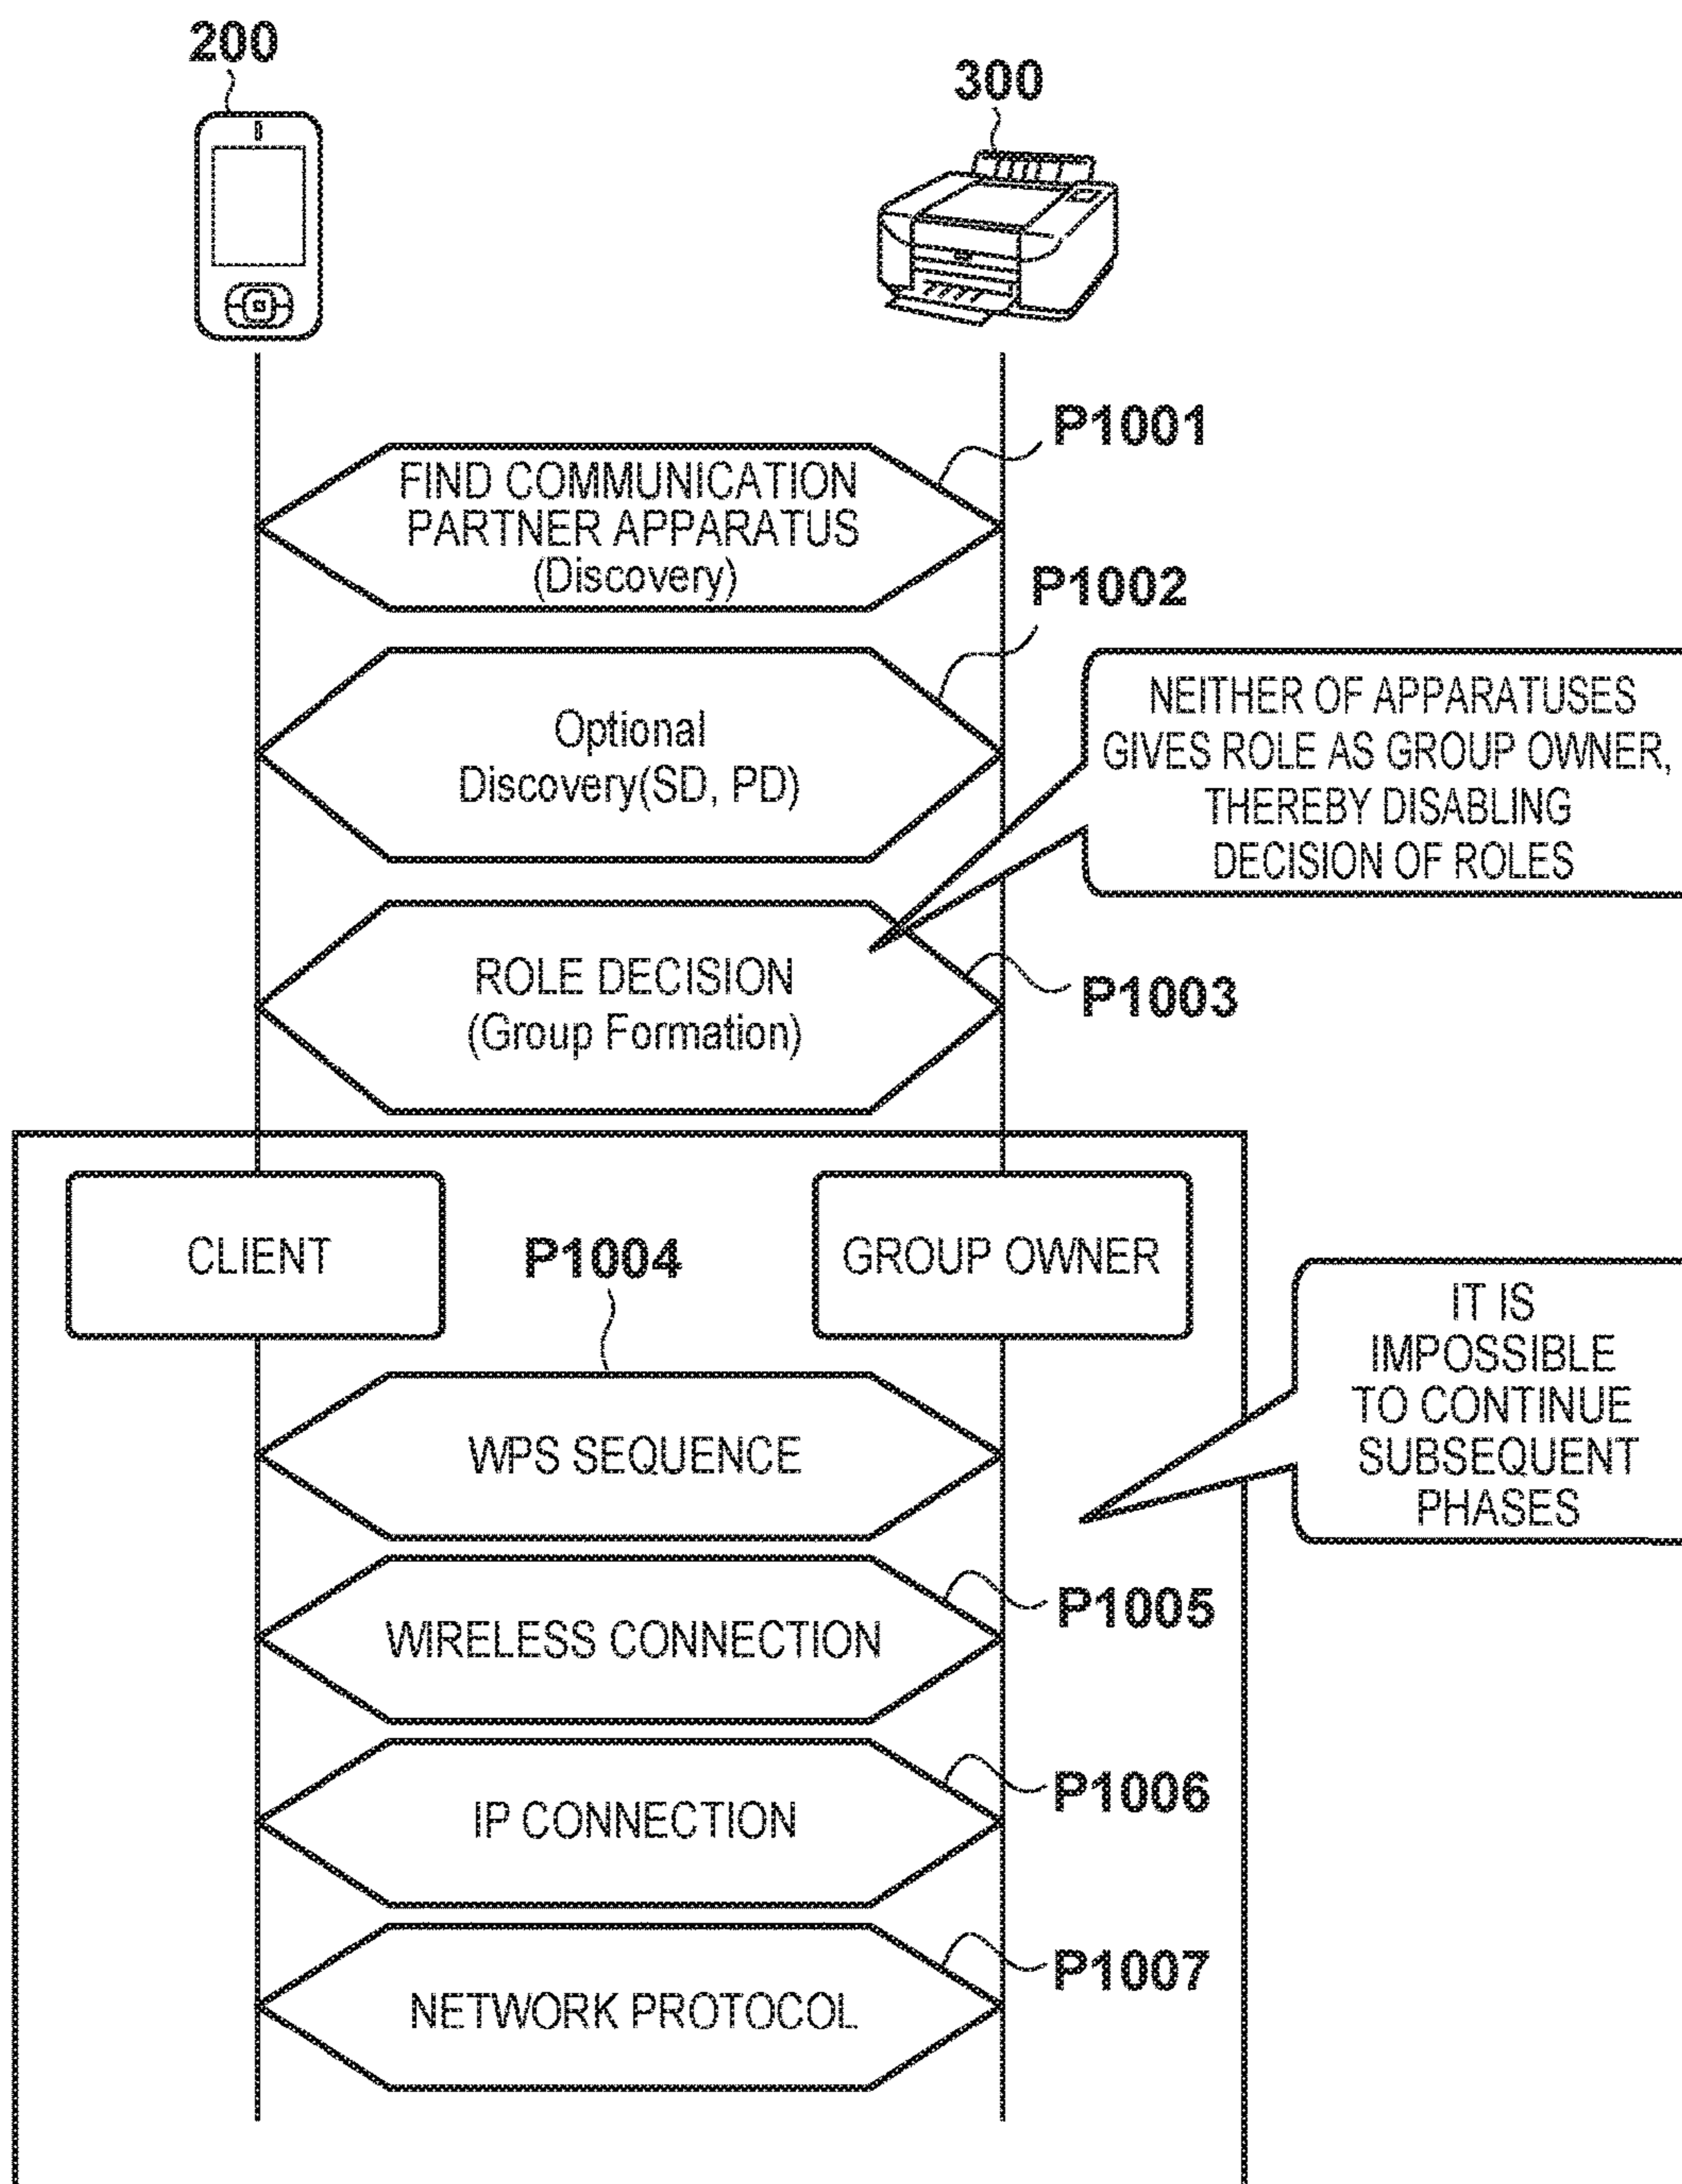 200
300
P1001
FIND COMMUNICATION
PARTNER APPARATUS
(Discovery)
P1002
Optional
Discovery(SD, PD)
NEITHER OF APPARATUSES
GIVES ROLE AS GROUP OWNER,
THEREBY DISABLING
DECISION OF ROLES
ROLE DECISION
(Group Formation)
P1003
CLIENT
P1004
GROUP OWNER
IT IS
IMPOSSIBLE
TO CONTINUE
SUBSEQUENT
PHASES
WPS SEQUENCE
P1005
WIRELESS CONNECTION
P1006
IP CONNECTION
P1007
NETWORK PROTOCOL